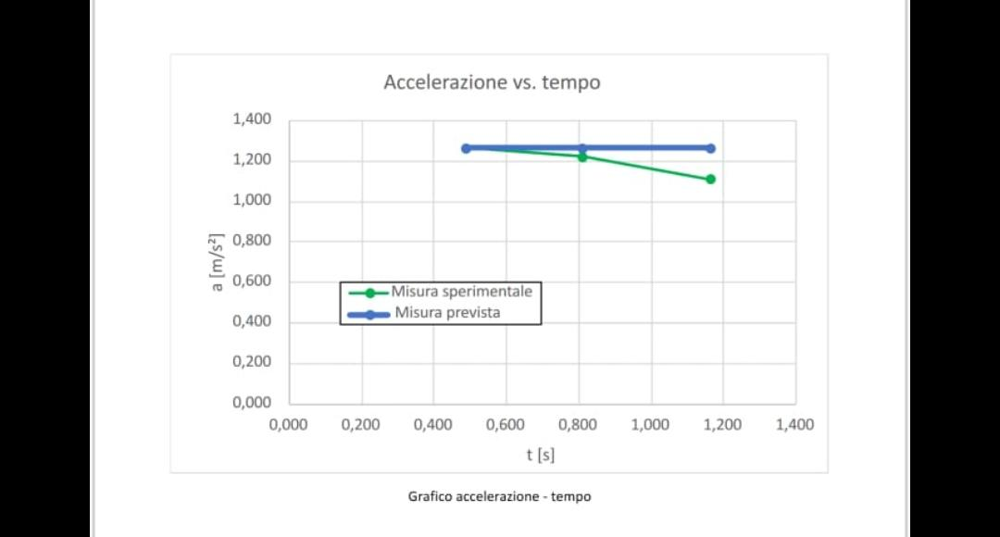 Accelerazione vs. tempo
1,400
1,200
1,000
0,800
0,600
0,400
0,200
0,000
a [m/s²]
Misura sperimentale
Misura prevista
0,000 0,200 0,400 0,600 0,800 1,000 1,200 1,400
t [s]
Grafico accelerazione - tempo